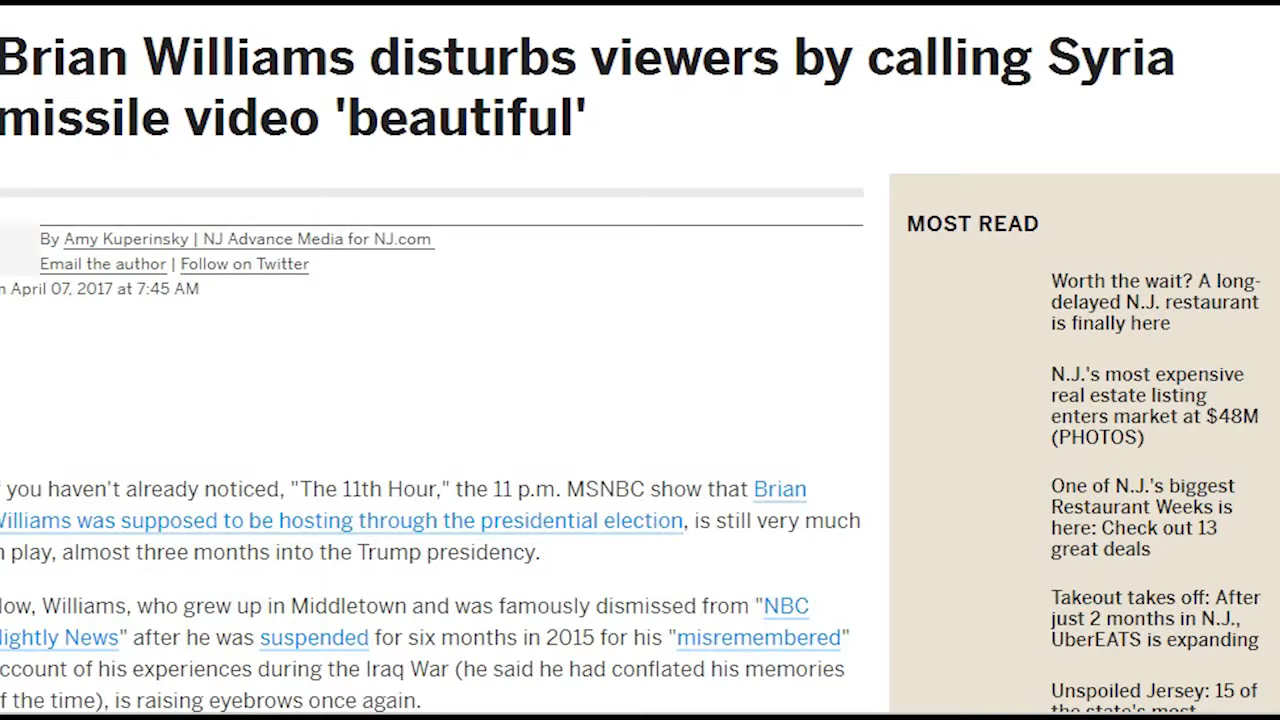 Brian Williams disturbs viewers by calling Syria
missile video 'beautiful'
By Amy Kuperinsky | NJ Advance Media for NJ.com
Email the author | Follow on Twitter
n April 07, 2017 at 7:45 AM
f you haven't already noticed, "The 11th Hour," the 11 p.m. MSNBC show that Brian
Williams was supposed to be hosting through the presidential election, is still very much
n play, almost three months into the Trump presidency.
Now, Williams, who grew up in Middletown and was famously dismissed from "NBC
Nightly News" after he was suspended for six months in 2015 for his "misremembered"
ccount of his experiences during the Iraq War (he said he had conflated his memories
f the time), is raising eyebrows once again.
MOST READ
Worth the wait? A long-
delayed N.J. restaurant
is finally here
N.J.'s most expensive
real estate listing
enters market at $48M
(PHOTOS)
One of N.J.'s biggest
Restaurant Weeks is
here: Check out 13
great deals
Takeout takes off: After
just 2 months in N.J.,
UberEATS is expanding
Unspoiled Jersey: 15 of
the state's most